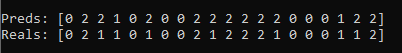 Preds: [0 2 2 1 0 2 0 0 2 2 2 2 2 2 0 0 0 1 2 2]
Reals: [0 2 1 1 0 1 0 0 2 1 2 2 2 1 0 0 0 1 1 2]